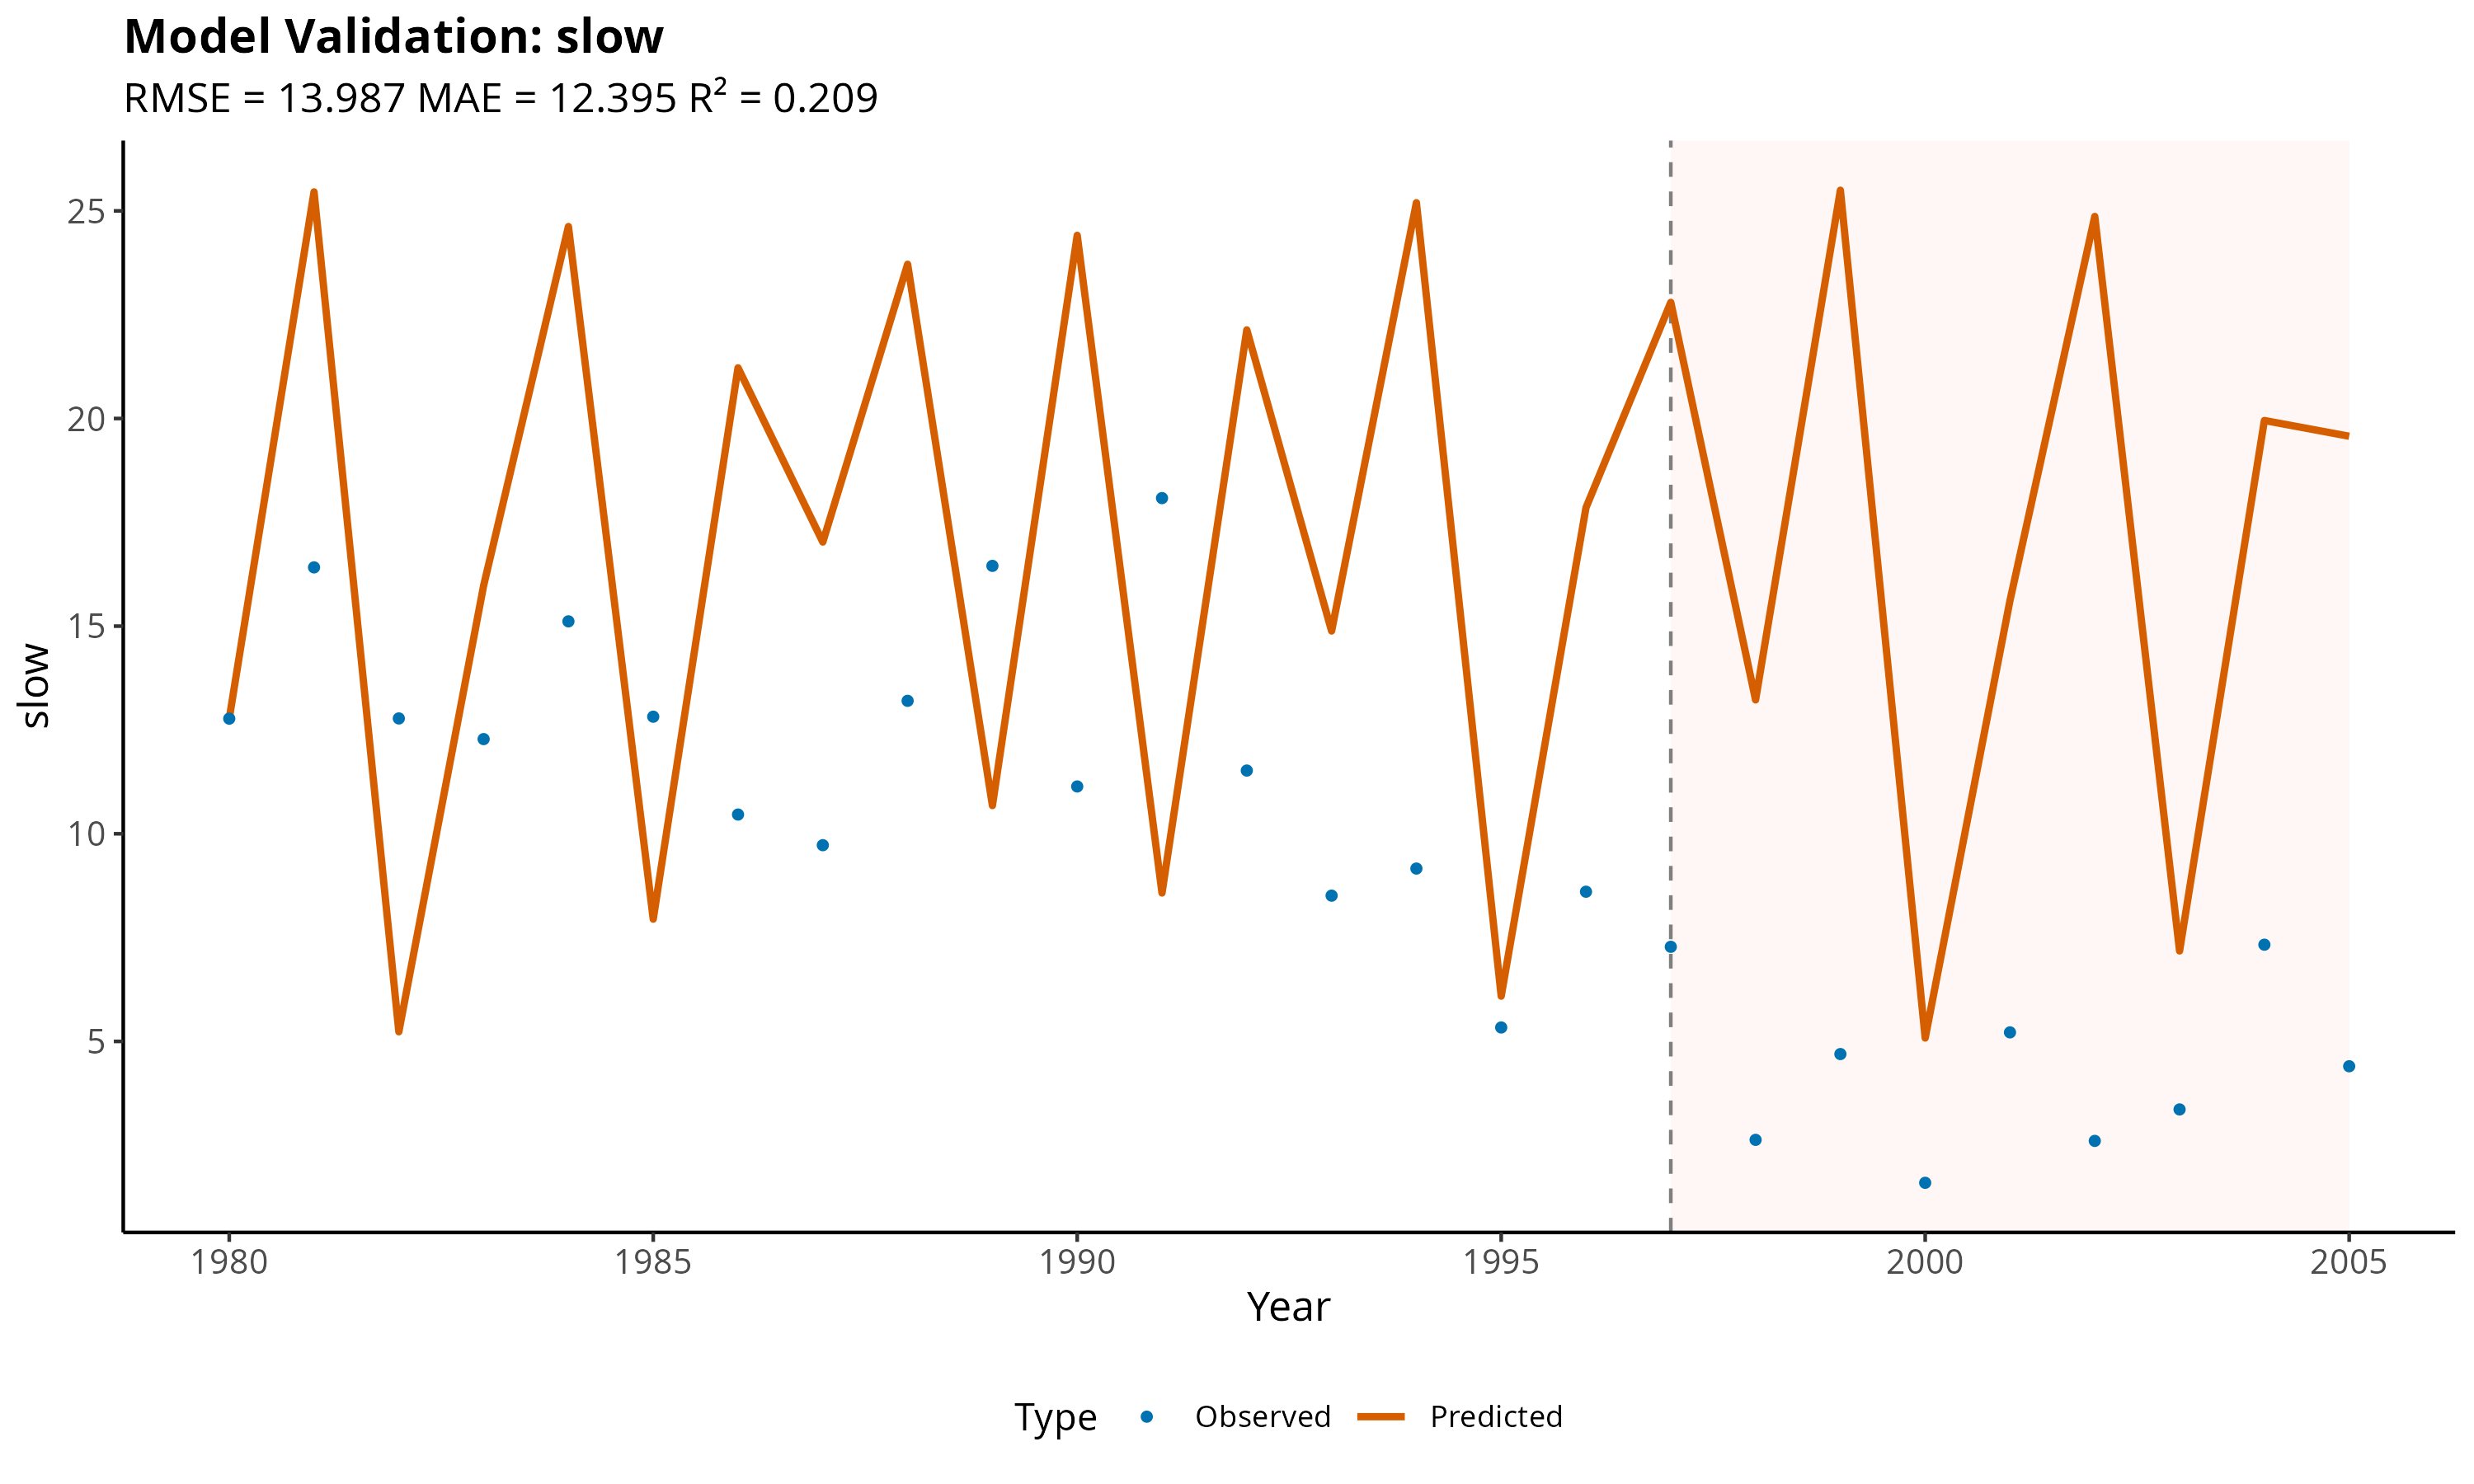 Model Validation: slow
RMSE = 13.987 MAE = 12.395 R² = 0.209
25
20
15
10
5
slow
1980 1985 1990 1995 2000 2005
Year
Type Observed Predicted